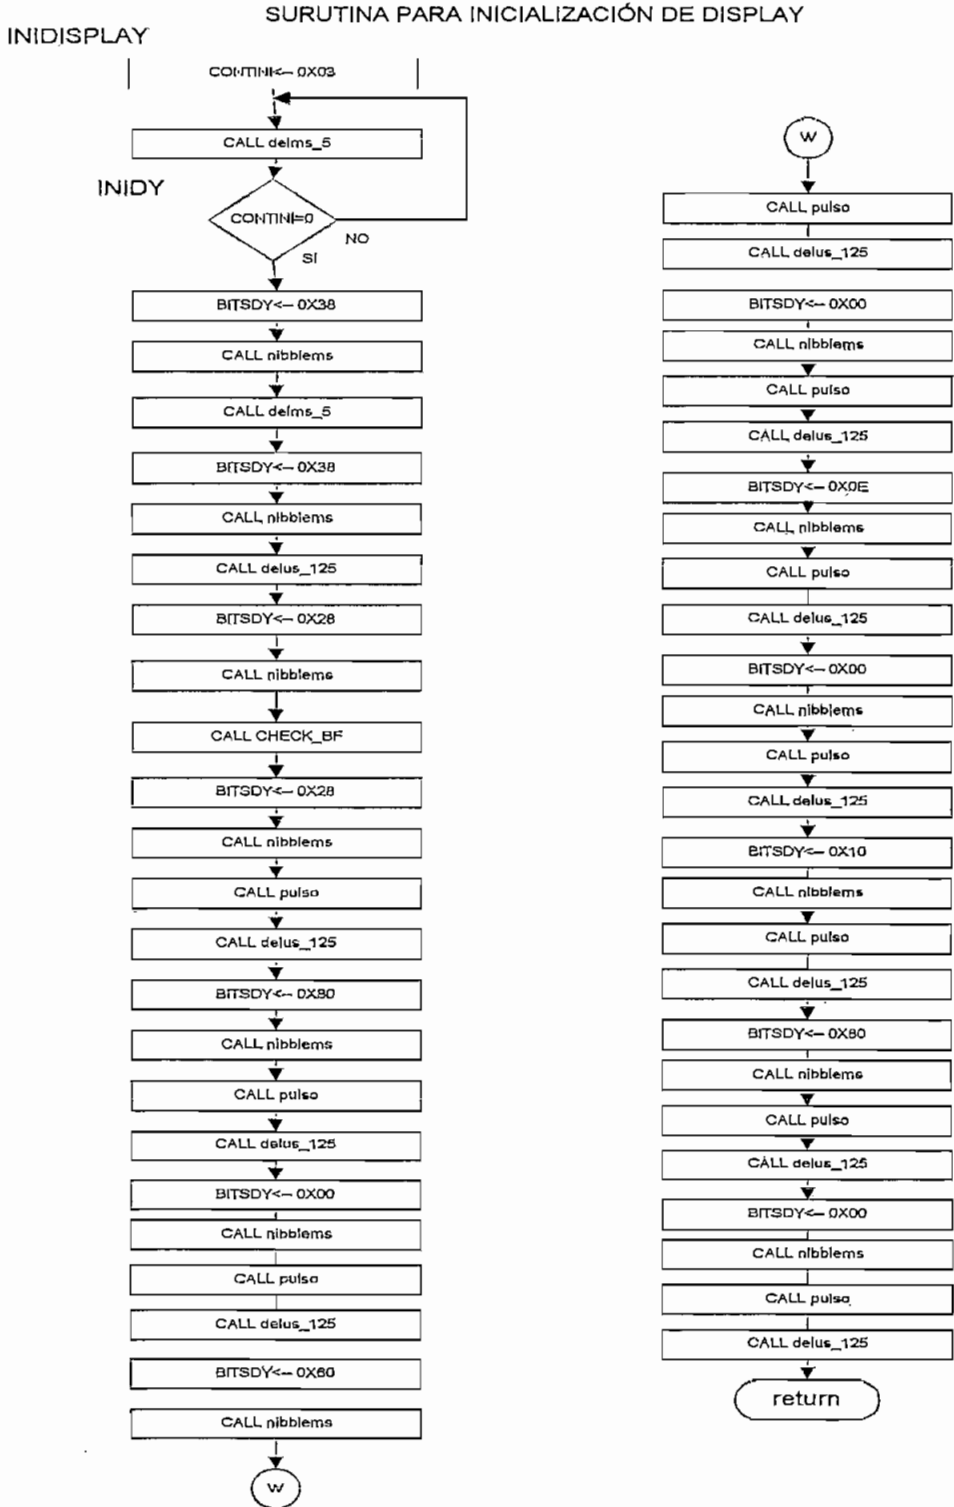 SURUTINA PARA INICIALIZACIÓN DE DISPLAY
INIDISPLAY
CONTINI<-- 0X03
CALL delms_5
INIDY
CONTINI=0
NO
SI
BITSDY<-- 0X38
CALL nibblems
CALL delms_5
BITSDY<-- 0X38
CALL nibblems
CALL delus_125
BITSDY<-- 0X28
CALL nibblems
CALL CHECK_BF
BITSDY<-- 0X28
CALL nibblems
CALL pulso
CALL delus_125
BITSDY<-- 0X80
CALL nibblems
CALL pulso
CALL delus_125
BITSDY<-- 0X00
CALL nibblems
CALL pulso
CALL delus_125
BITSDY<-- 0X60
CALL nibblems
W
W
CALL pulso
CALL delus_125
BITSDY<-- 0X00
CALL nibblems
CALL pulso
CALL delus_125
BITSDY<-- 0X0E
CALL nibblems
CALL pulso
CALL delus_125
BITSDY<-- 0X00
CALL nibblems
CALL pulso
CALL delus_125
BITSDY<-- 0X10
CALL nibblems
CALL pulso
CALL delus_125
BITSDY<-- 0X80
CALL nibblems
CALL pulso
CALL delus_125
BITSDY<-- 0X00
CALL nibblems
CALL pulso
CALL delus_125
return